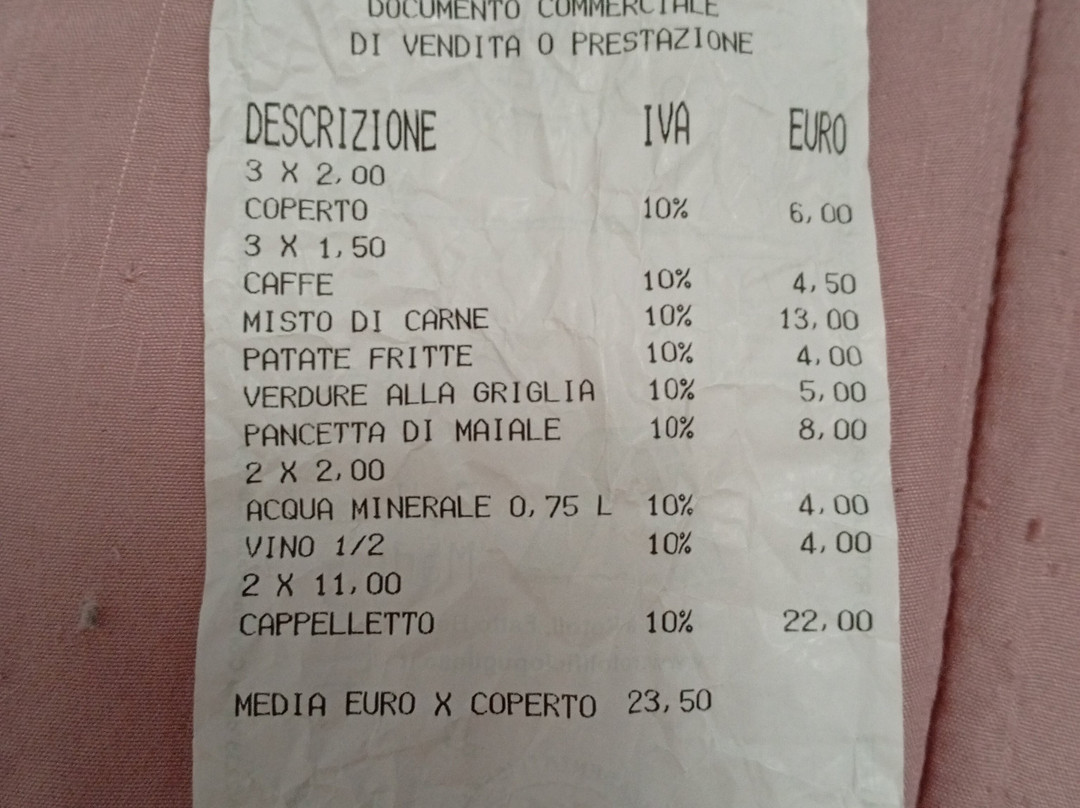 DOCUMENTO COMMERCIALE
DI VENDITA O PRESTAZIONE
DESCRIZIONE IVA EURO
3 X 2,00
COPERTO 10% 6,00
3 X 1,50
CAFFE 10% 4,50
MISTO DI CARNE 10% 13,00
PATATE FRITTE 10% 4,00
VERDURE ALLA GRIGLIA 10% 5,00
PANCETTA DI MAIALE 10% 8,00
2 X 2,00
ACQUA MINERALE 0,75 L 10% 4,00
VINO 1/2 10% 4,00
2 X 11,00
CAPPELLETTO 10% 22,00
MEDIA EURO X COPERTO 23,50